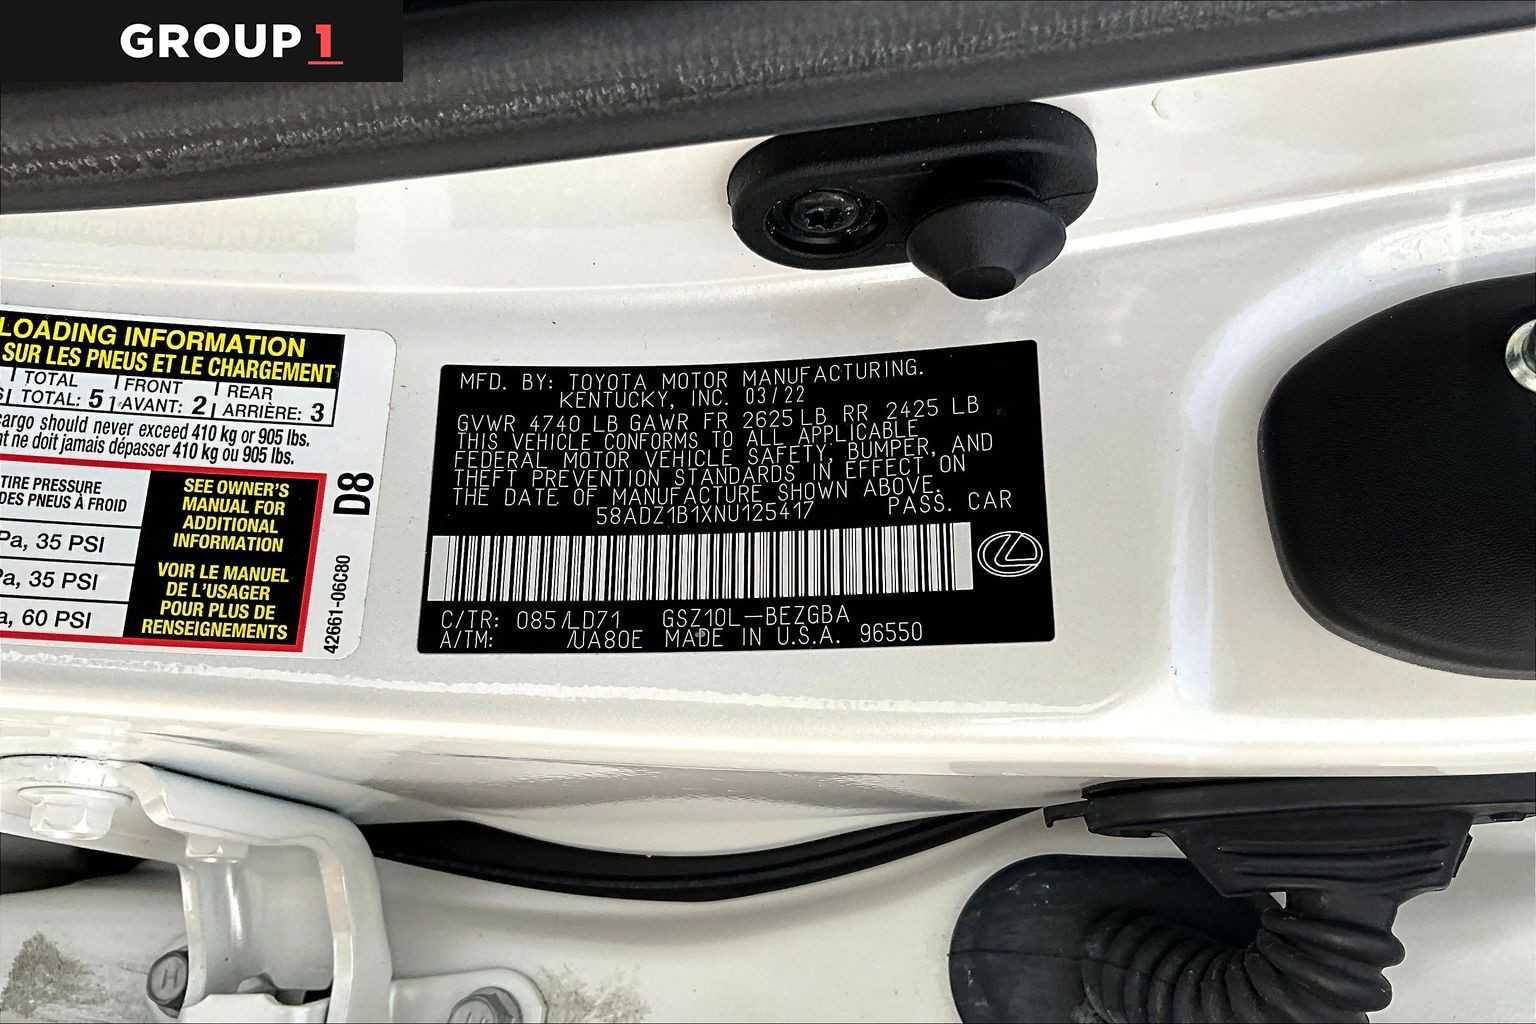 GROUP 1
LOADING INFORMATION
SUR LES PNEUS ET LE CHARGEMENT
TOTAL FRONT REAR
TOTAL: 5 AVANT: 2 ARRIÈRE: 3
cargo should never exceed 410 kg or 905 lbs.
nt ne doit jamais dépasser 410 kg ou 905 lbs.
TIRE PRESSURE
DES PNEUS À FROID
Pa, 35 PSI
Pa, 35 PSI
a, 60 PSI
SEE OWNER'S
MANUAL FOR
ADDITIONAL
INFORMATION
VOIR LE MANUEL
DE L'USAGER
POUR PLUS DE
RENSEIGNEMENTS
D8
42661-06C80
MFD. BY: TOYOTA MOTOR MANUFACTURING.
KENTUCKY, INC. 03/22
GVWR 4740 LB GAWR FR 2625 LB RR 2425 LB
THIS VEHICLE CONFORMS TO ALL APPLICABLE
FEDERAL MOTOR VEHICLE SAFETY, BUMPER, AND
THEFT PREVENTION STANDARDS IN EFFECT ON
THE DATE OF MANUFACTURE SHOWN ABOVE.
58ADZ1B1XNU125417 PASS. CAR
C/TR: 085/LD71 GSZ10L-BEZGBA
A/TM: /UA80E MADE IN U.S.A. 96550